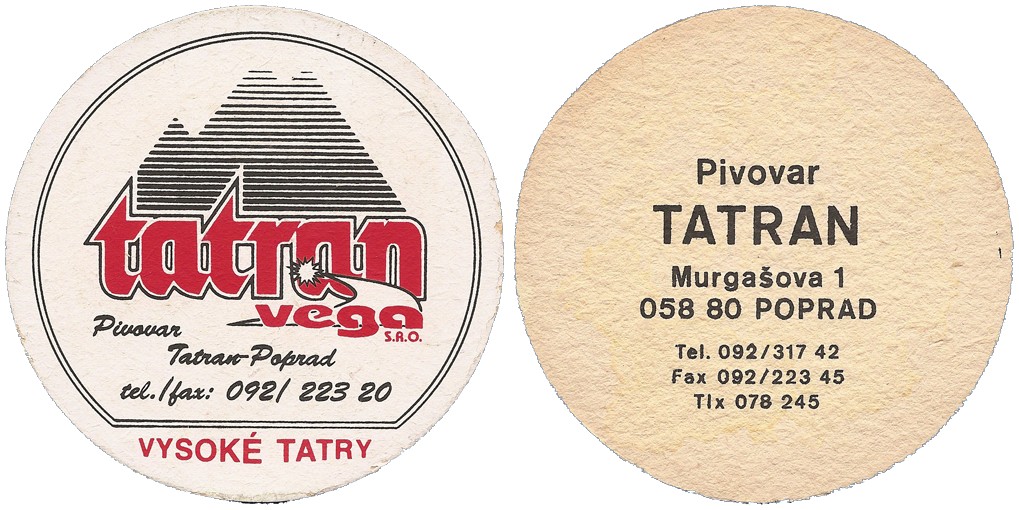 tatran
vega
S.R.O.
Pivovar
Tatran-Poprad
tel./fax: 092/ 223 20
VYSOKÉ TATRY
Pivovar
TATRAN
Murgašova 1
058 80 POPRAD
Tel. 092/317 42
Fax 092/223 45
Tlx 078 245